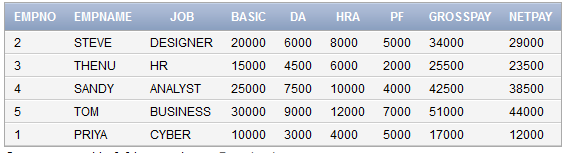 EMPNO EMPNAME JOB BASIC DA HRA PF GROSSPAY NETPAY
2 STEVE DESIGNER 20000 6000 8000 5000 34000 29000
3 THENU HR 15000 4500 6000 2000 25500 23500
4 SANDY ANALYST 25000 7500 10000 4000 42500 38500
5 TOM BUSINESS 30000 9000 12000 7000 51000 44000
1 PRIYA CYBER 10000 3000 4000 5000 17000 12000